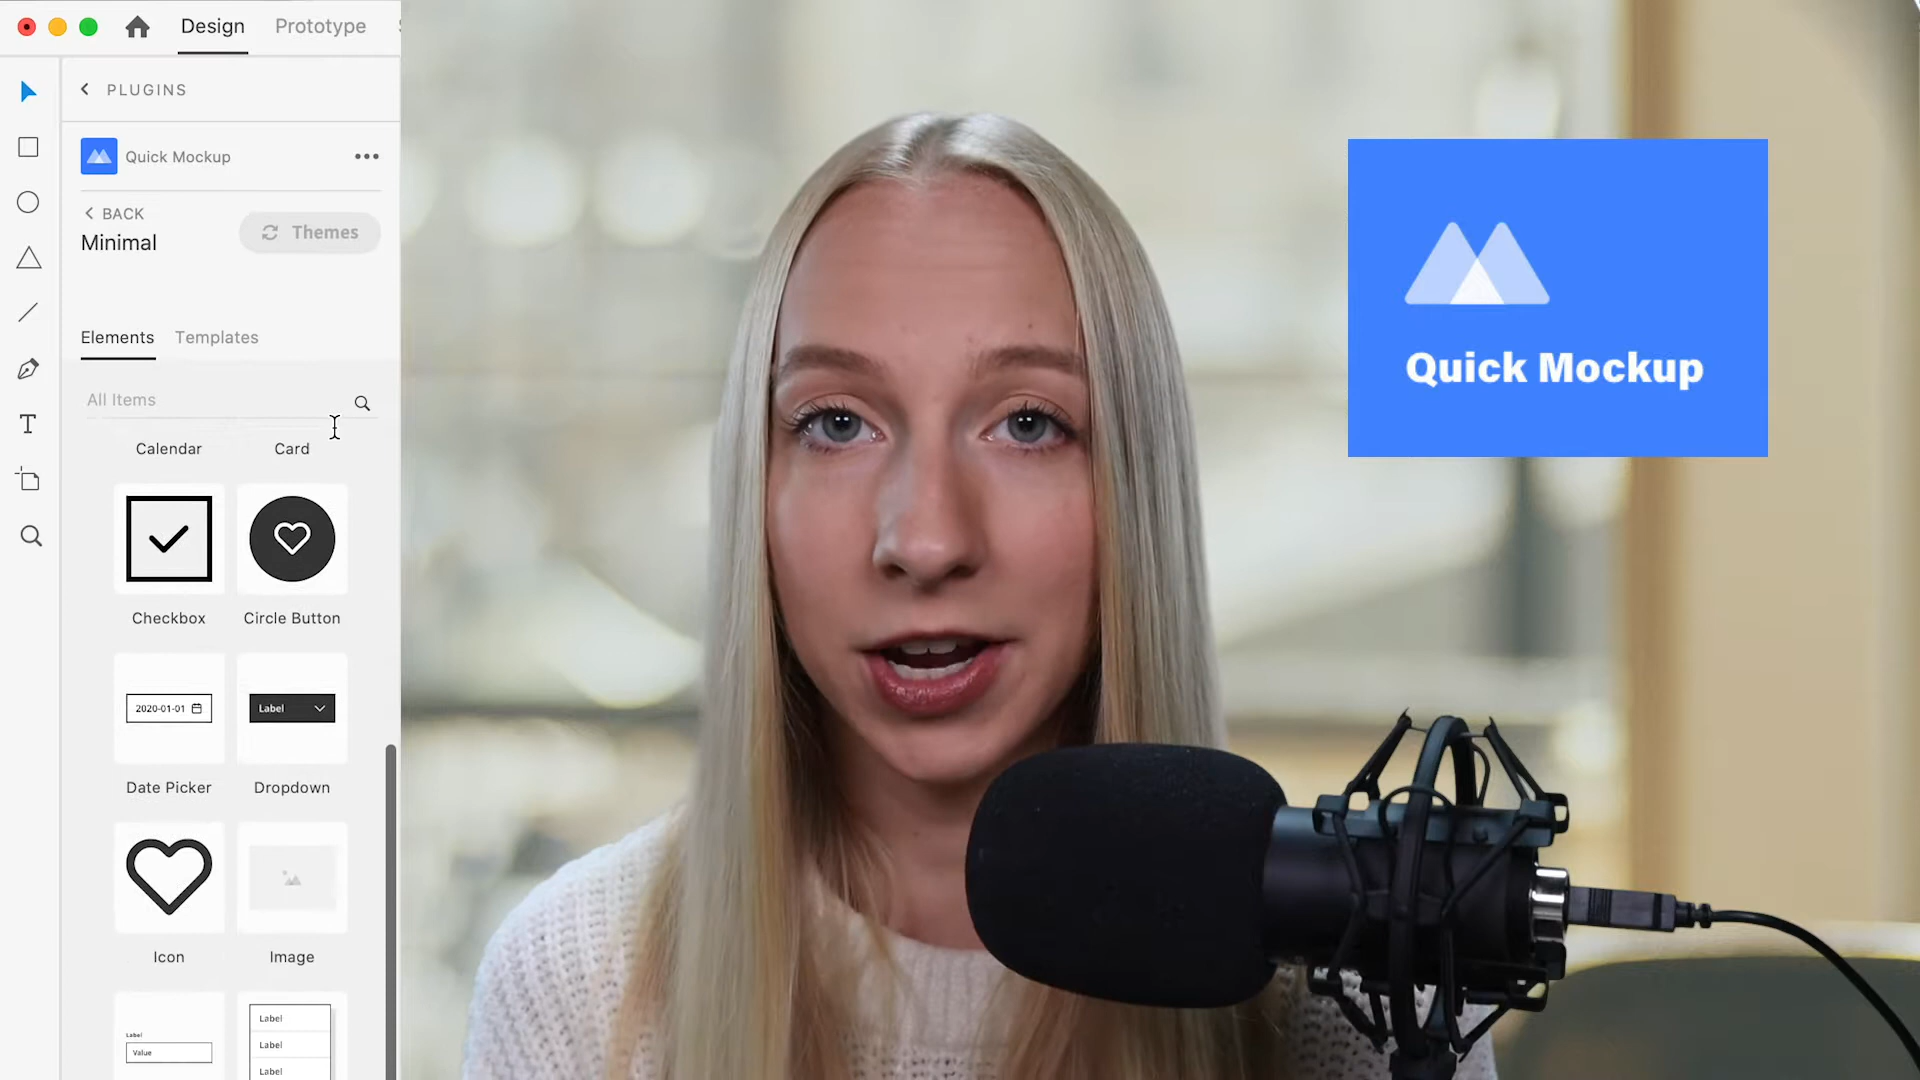 Design Prototype
PLUGINS
Quick Mockup
BACK
Minimal
Themes
Elements Templates
All Items
Calendar Card
Checkbox Circle Button
2020-01-01 Label
Date Picker Dropdown
Icon Image
Label
Value
Label
Label
Label
T
Quick Mockup